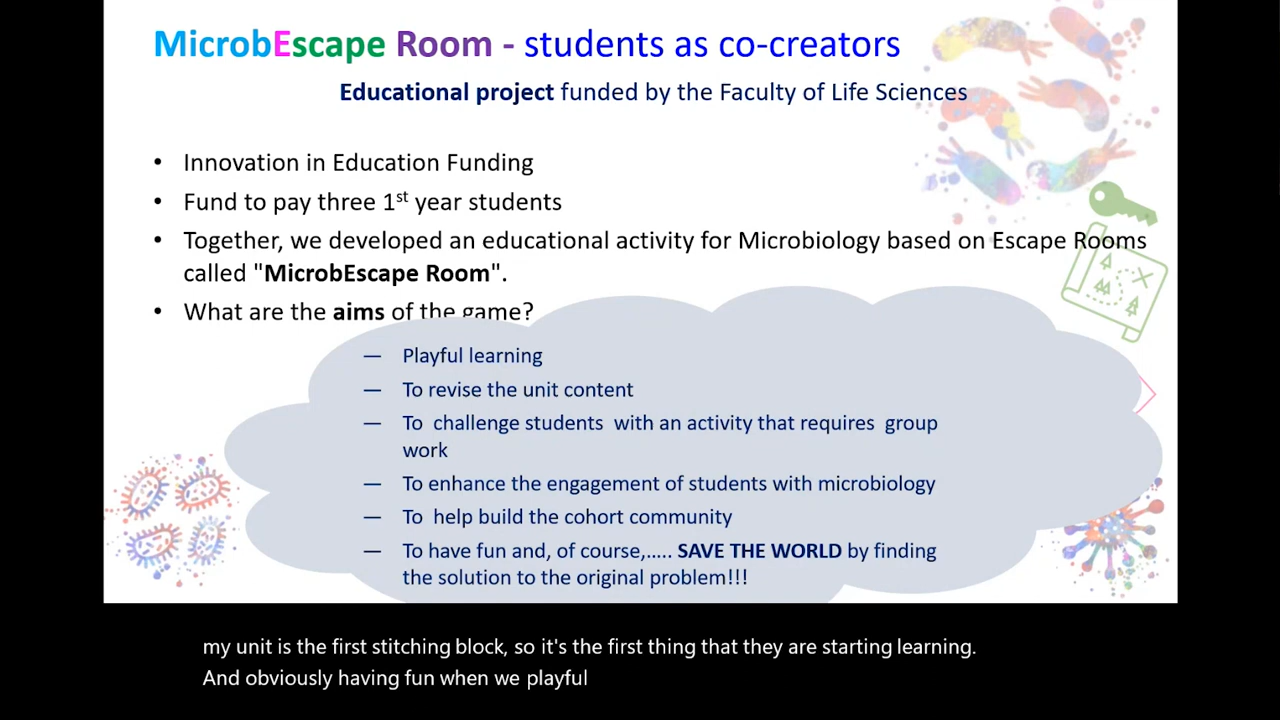 MicrobEscape Room - students as co-creators
Educational project funded by the Faculty of Life Sciences
• Innovation in Education Funding
• Fund to pay three 1st year students
• Together, we developed an educational activity for Microbiology based on Escape Rooms
called "MicrobEscape Room".
• What are the aims of the game?
— Playful learning
— To revise the unit content
— To challenge students with an activity that requires group
work
— To enhance the engagement of students with microbiology
— To help build the cohort community
— To have fun and, of course,..... SAVE THE WORLD by finding
the solution to the original problem!!!
my unit is the first stitching block, so it's the first thing that they are starting learning.
And obviously having fun when we playful